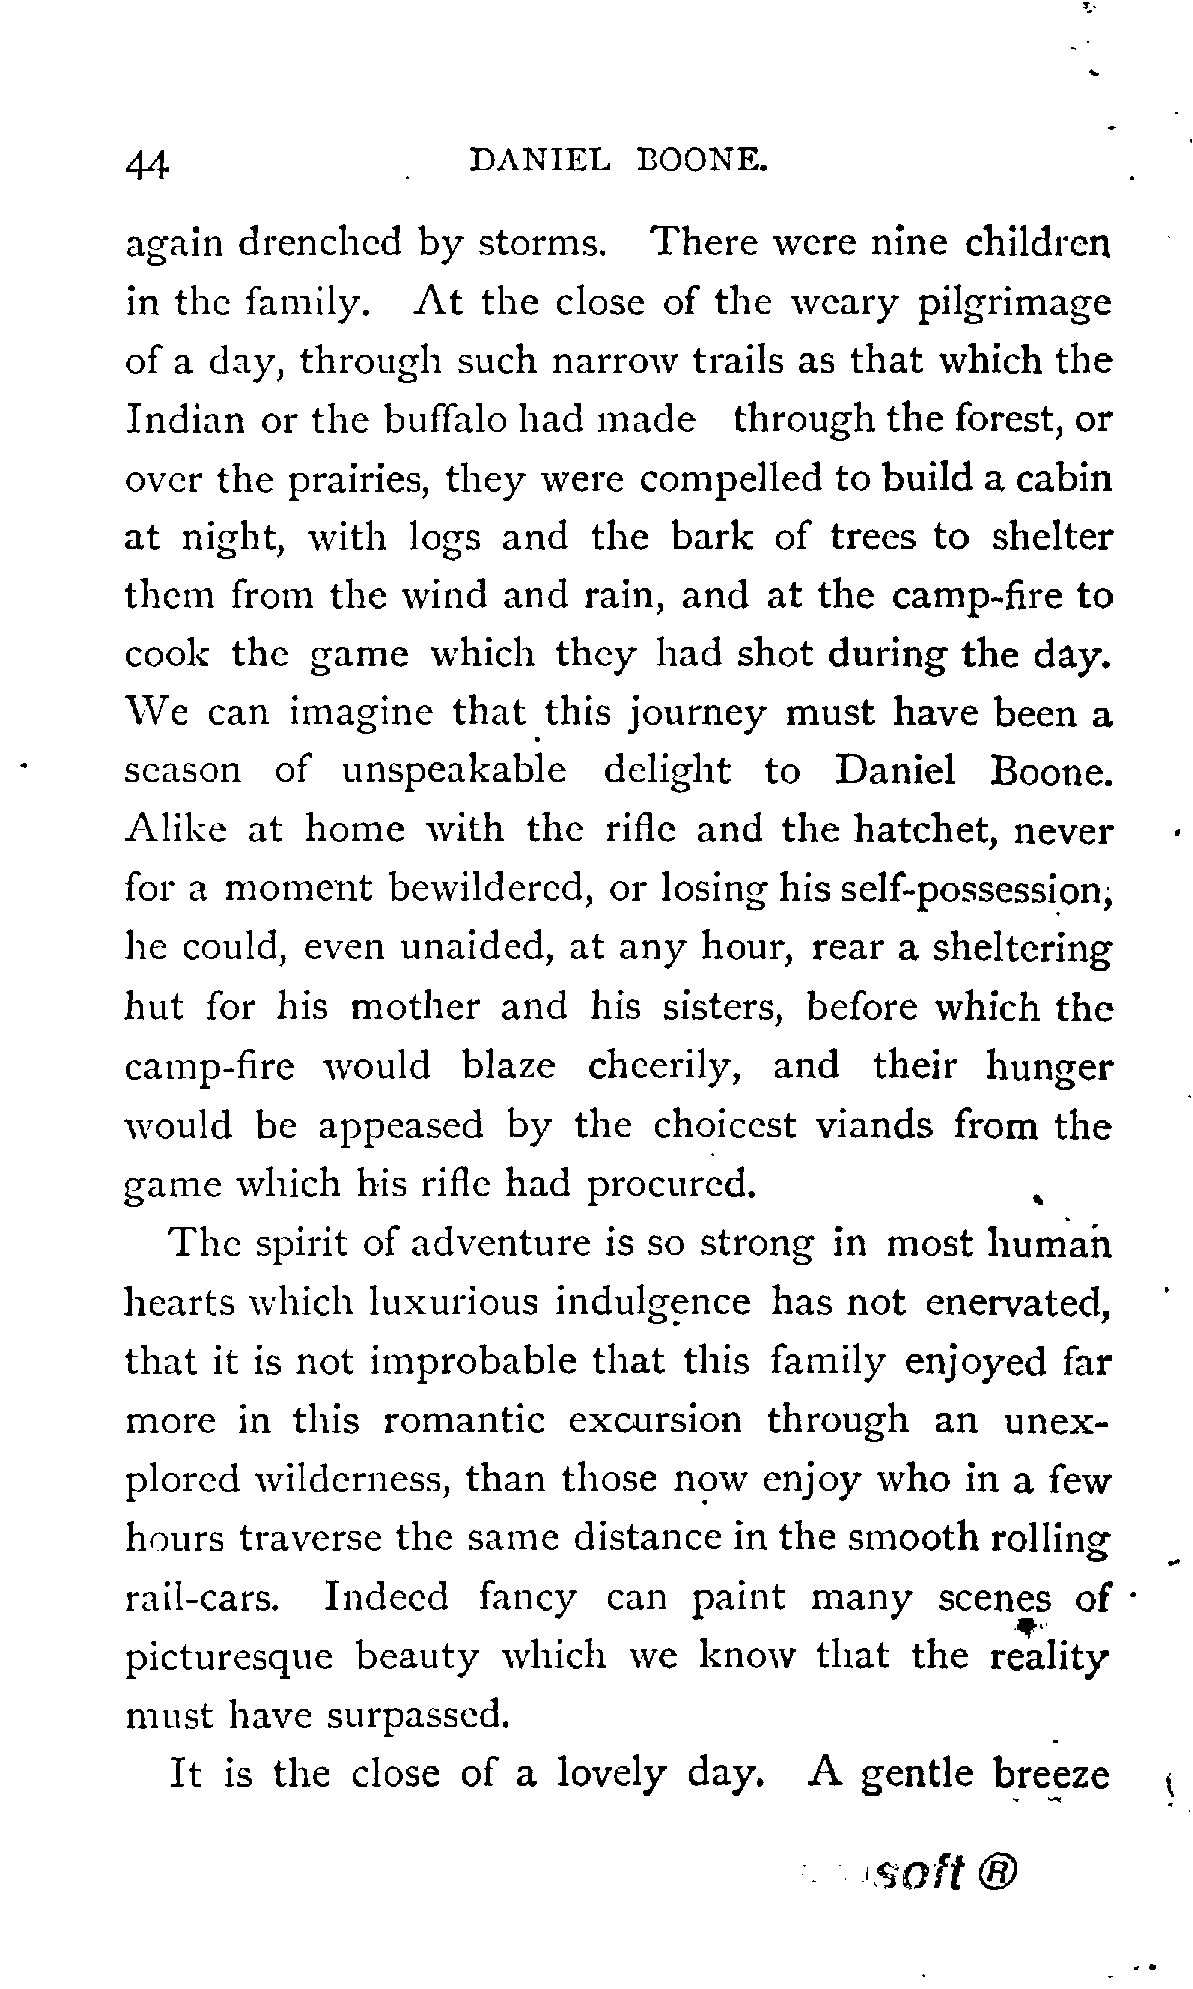 44 DANIEL BOONE.
again drenched by storms. There were nine children
in the family. At the close of the weary pilgrimage
of a day, through such narrow trails as that which the
Indian or the buffalo had made through the forest, or
over the prairies, they were compelled to build a cabin
at night, with logs and the bark of trees to shelter
them from the wind and rain, and at the camp-fire to
cook the game which they had shot during the day.
We can imagine that this journey must have been a
season of unspeakable delight to Daniel Boone.
Alike at home with the rifle and the hatchet, never
for a moment bewildered, or losing his self-possession,
he could, even unaided, at any hour, rear a sheltering
hut for his mother and his sisters, before which the
camp-fire would blaze cheerily, and their hunger
would be appeased by the choicest viands from the
game which his rifle had procured.
The spirit of adventure is so strong in most human
hearts which luxurious indulgence has not enervated,
that it is not improbable that this family enjoyed far
more in this romantic excursion through an unex-
plored wilderness, than those now enjoy who in a few
hours traverse the same distance in the smooth rolling
rail-cars. Indeed fancy can paint many scenes of
picturesque beauty which we know that the reality
must have surpassed.
It is the close of a lovely day. A gentle breeze
soft ®